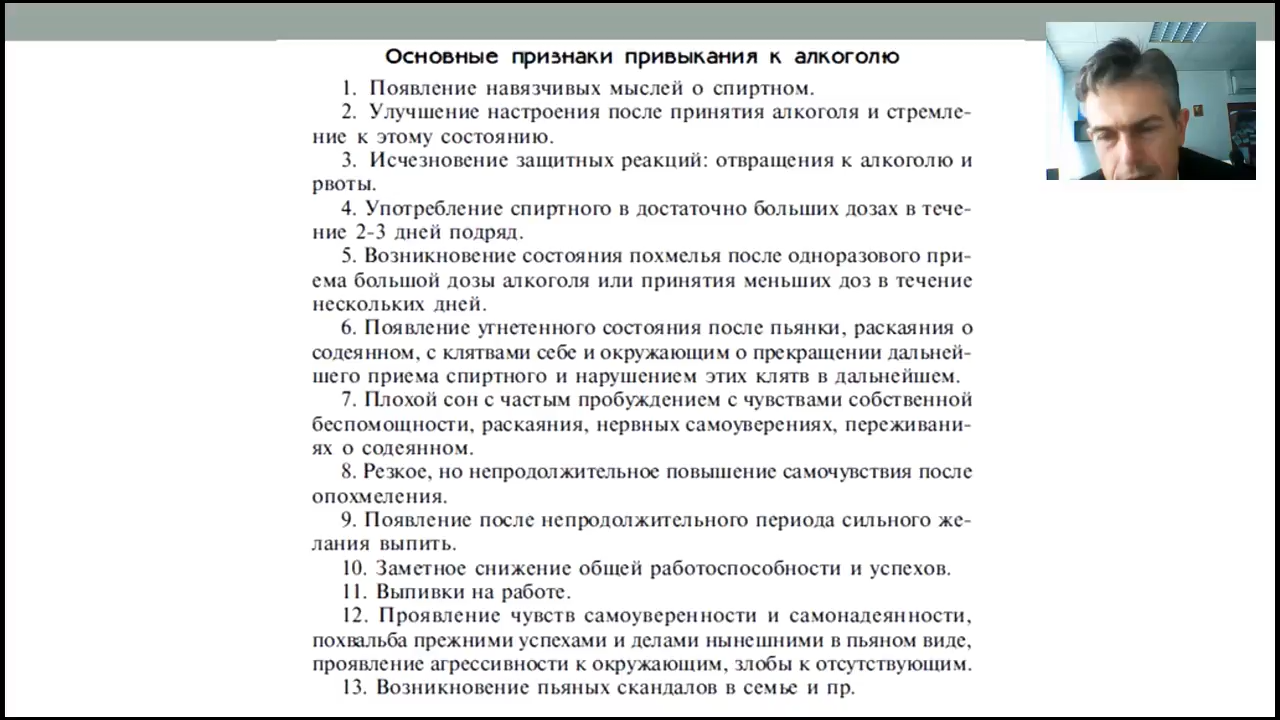 Основные признаки привыкания к алкоголю
1. Появление навязчивых мыслей о спиртном.
2. Улучшение настроения после принятия алкоголя и стремле-
ние к этому состоянию.
3. Исчезновение защитных реакций: отвращения к алкоголю и
рвоты.
4. Употребление спиртного в достаточно больших дозах в тече-
ние 2-3 дней подряд.
5. Возникновение состояния похмелья после одноразового при-
ема большой дозы алкоголя или принятия меньших доз в течение
нескольких дней.
6. Появление угнетенного состояния после пьянки, раскаяния о
содеянном, с клятвами себе и окружающим о прекращении дальней-
шего приема спиртного и нарушением этих клятв в дальнейшем.
7. Плохой сон с частым пробуждением с чувствами собственной
беспомощности, раскаяния, нервных самоуверениях, переживани-
ях о содеянном.
8. Резкое, но непродолжительное повышение самочувствия после
опохмеления.
9. Появление после непродолжительного периода сильного же-
лания выпить.
10. Заметное снижение общей работоспособности и успехов.
11. Выпивки на работе.
12. Проявление чувств самоуверенности и самонадеянности,
похвальба прежними успехами и делами нынешними в пьяном виде,
проявление агрессивности к окружающим, злобы к отсутствующим.
13. Возникновение пьяных скандалов в семье и пр.